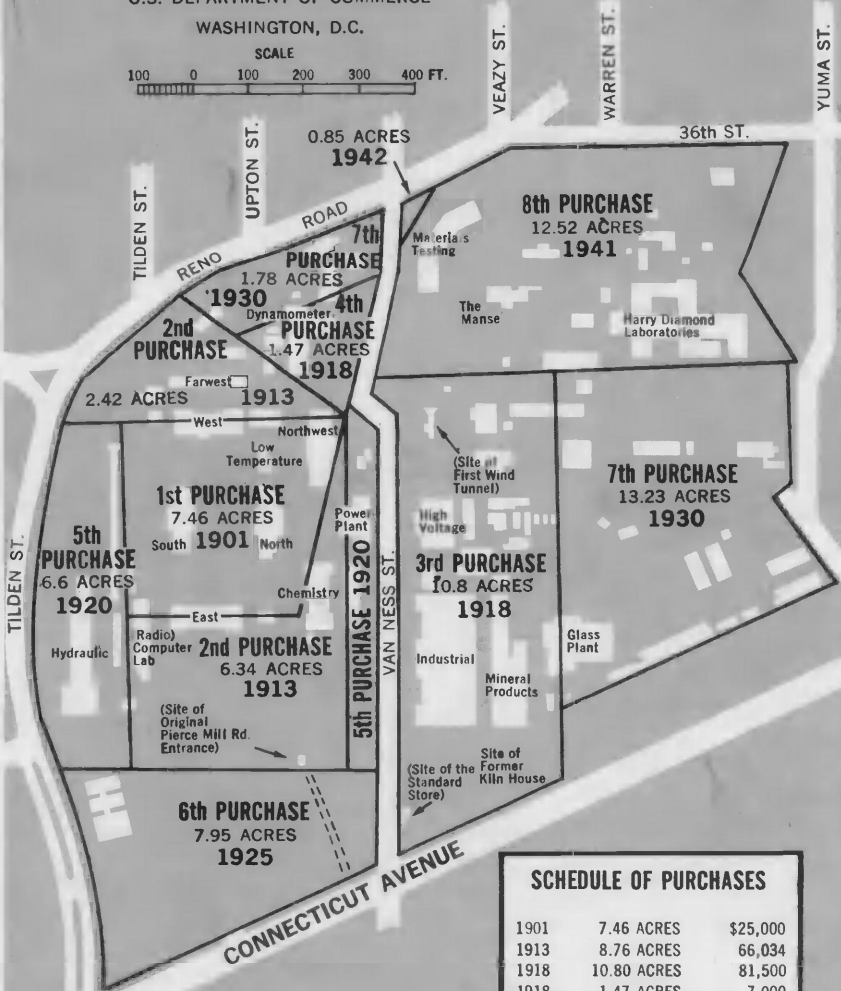 U.S. DEPARTMENT OF COMMERCE
WASHINGTON, D.C.
SCALE
100 0 100 200 300 400 FT.
VEAZY ST.
WARREN ST.
YUMA ST.
36th ST.
0.85 ACRES
1942
UPTON ST.
TILDEN ST.
RENO ROAD
8th PURCHASE
12.52 ACRES
1941
Materials
Testing
The
Manse
Harry Diamond
Laboratories
7th
PURCHASE
1.78 ACRES
1930
Dynamometer
4th
PURCHASE
1.47 ACRES
1918
2nd
PURCHASE
Farwest
2.42 ACRES 1913
West
Northwest
Low
Temperature
1st PURCHASE
7.46 ACRES
South 1901 North
Power
Plant
Chemistry
East
5th
PURCHASE
6.6 ACRES
1920
TILDEN ST.
Hydraulic
Radio)
Computer
Lab
2nd PURCHASE
6.34 ACRES
1913
(Site of
Original
Pierce Mill Rd.
Entrance)
5th PURCHASE 1920
VAN NESS ST.
(Site of
First Wind
Tunnel)
High
Voltage
3rd PURCHASE
10.8 ACRES
1918
Industrial
Mineral
Products
Glass
Plant
7th PURCHASE
13.23 ACRES
1930
(Site of the
Standard
Store)
Site of
Former
Kiln House
6th PURCHASE
7.95 ACRES
1925
CONNECTICUT AVENUE
SCHEDULE OF PURCHASES
1901 7.46 ACRES $25,000
1913 8.76 ACRES 66,034
1918 10.80 ACRES 81,500
1918 1.47 ACRES 7,000